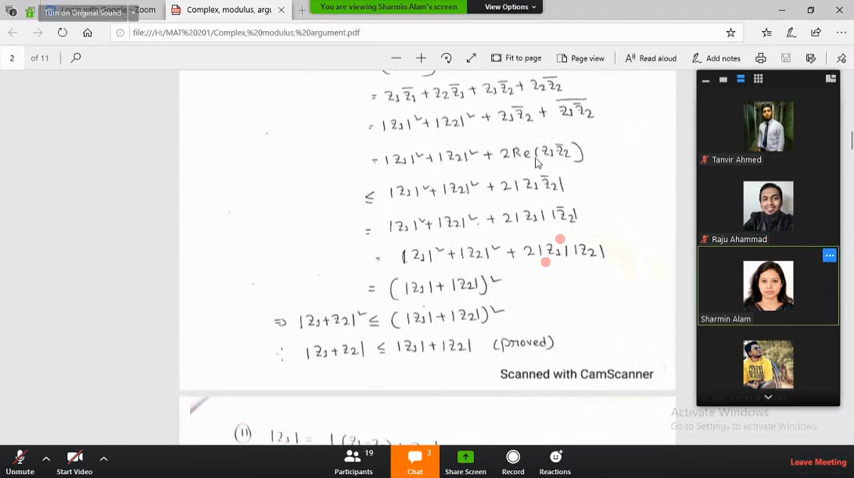 Zoom
Turn on Original Sound
Complex, modulus, argu
You are viewing Sharmin Alam's screen
View Options
file:///H:/MAT%20201/Complex,%20modulus,%20argument.pdf
2 of 11
Fit to page
Page view
Read aloud
Add notes
= z₁z̄₁ + z₂z̄₁ + z₁z̄₂ + z₂z̄₂
= |z₁|² + |z₂|² + z₁z̄₂ + \overline{z₁z̄₂}
= |z₁|² + |z₂|² + 2Re(z₁z̄₂)
≤ |z₁|² + |z₂|² + 2|z₁z̄₂|
= |z₁|² + |z₂|² + 2|z₁||z̄₂|
= |z₁|² + |z₂|² + 2|z₁||z₂|
= (|z₁| + |z₂|)²
⇒ |z₁+z₂|² ≤ (|z₁| + |z₂|)²
∴ |z₁+z₂| ≤ |z₁| + |z₂| (proved)
Scanned with CamScanner
(ii) |z₁| =
Tanvir Ahmed
Raju Ahammad
Sharmin Alam
Activate Windows
Go to Settings to activate Windows.
Unmute
Start Video
19
Participants
3
Chat
Share Screen
Record
Reactions
Leave Meeting